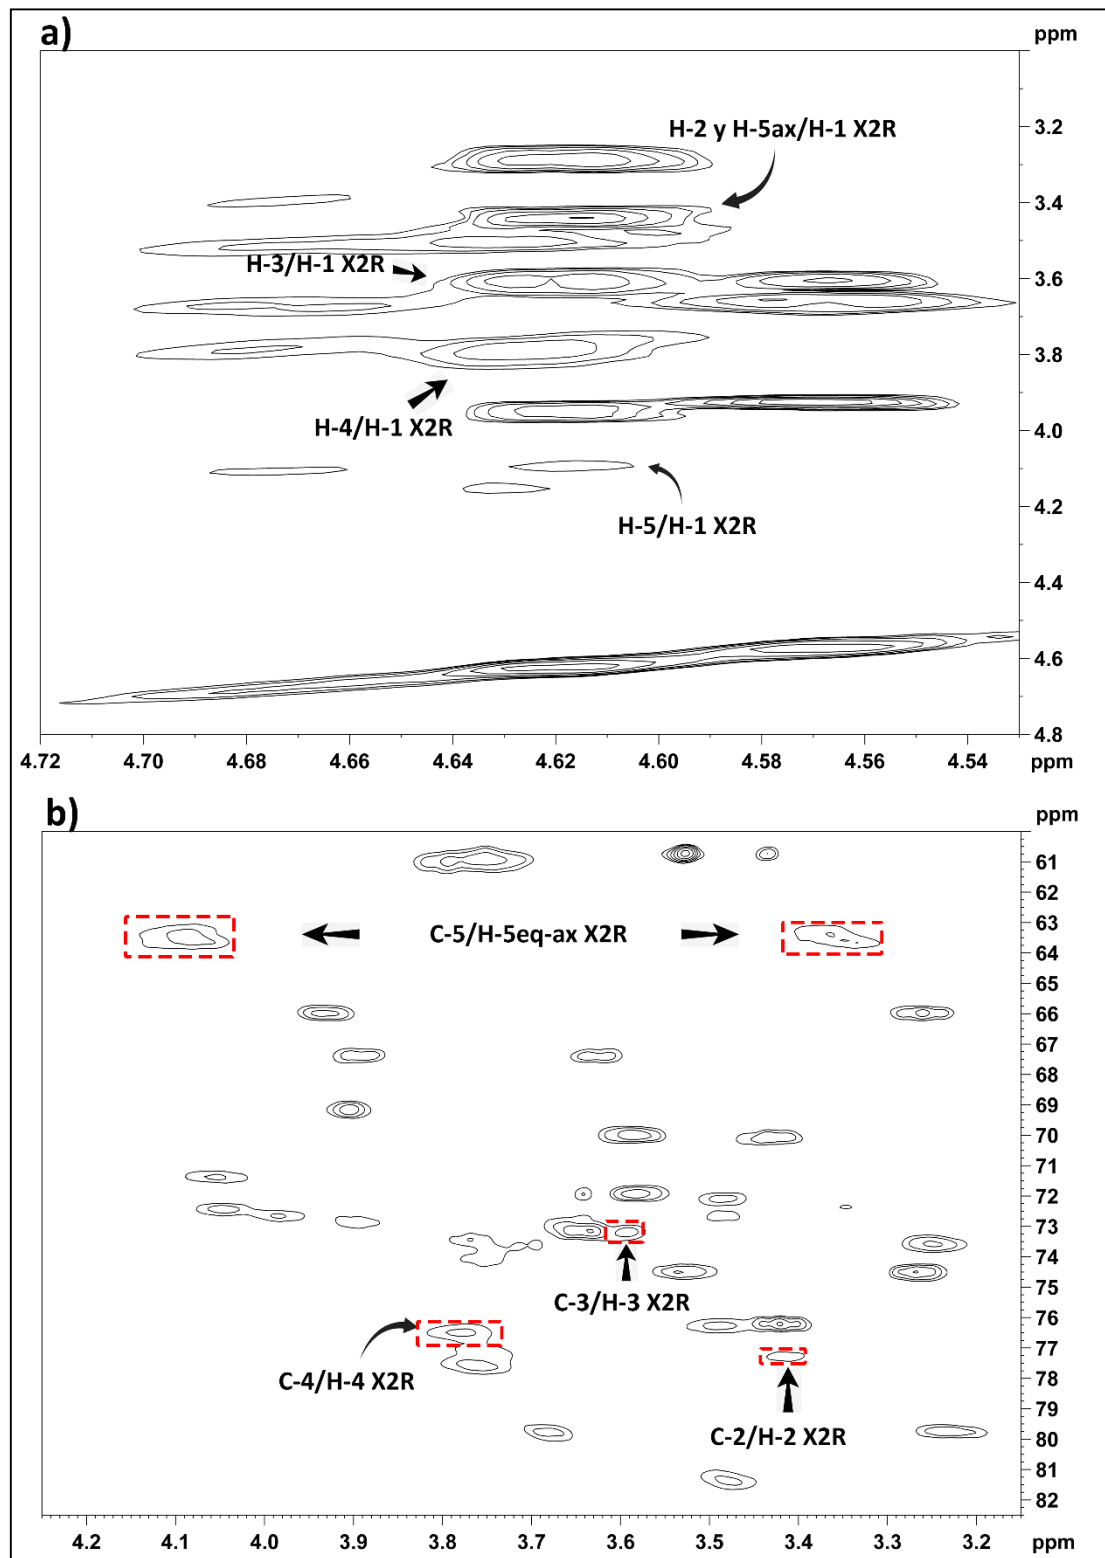 a)
ppm
3.2
H-2 y H-5ax/H-1 X2R
3.4
H-3/H-1 X2R
3.6
3.8
H-4/H-1 X2R
4.0
4.2
H-5/H-1 X2R
4.4
4.6
4.8
4.72 4.70 4.68 4.66 4.64 4.62 4.60 4.58 4.56 4.54 ppm
b)
ppm
61
62
63
C-5/H-5eq-ax X2R
64
65
66
67
68
69
70
71
72
73
74
75
C-3/H-3 X2R
76
77
C-4/H-4 X2R
78
79
C-2/H-2 X2R
80
81
82
4.2 4.1 4.0 3.9 3.8 3.7 3.6 3.5 3.4 3.3 3.2 ppm